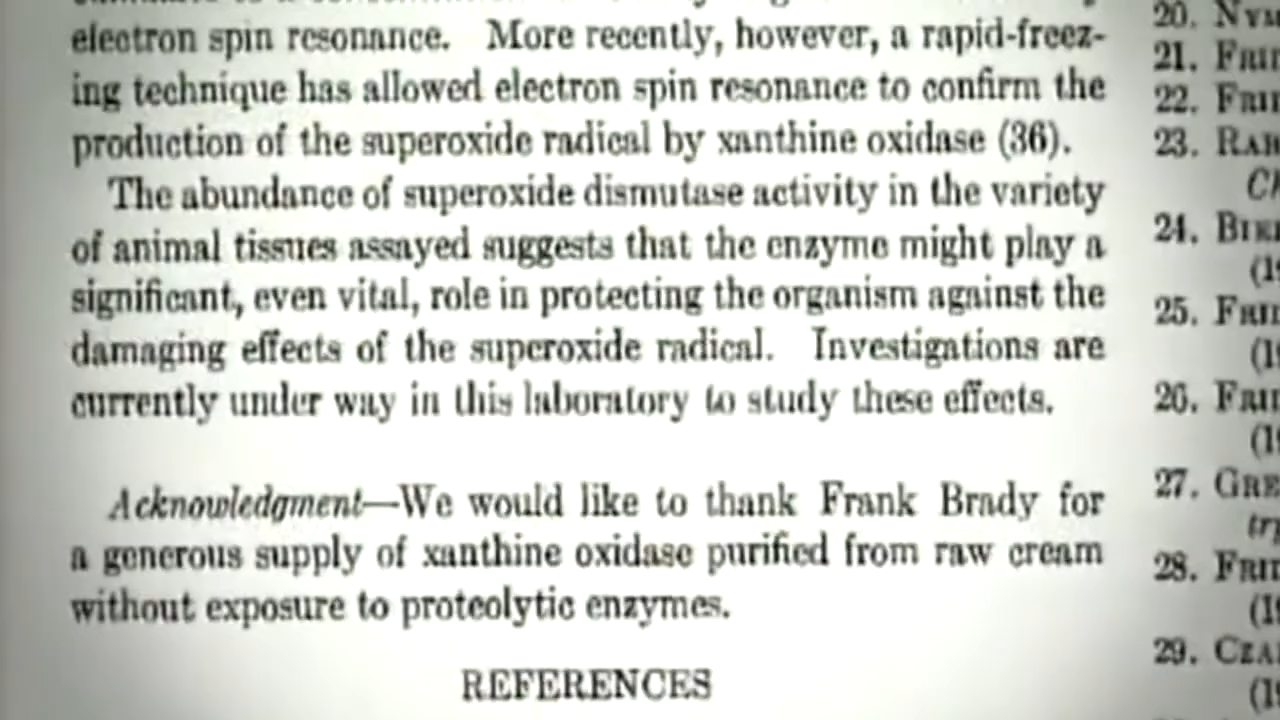 electron spin resonance. More recently, however, a rapid-freez-
ing technique has allowed electron spin resonance to confirm the
production of the superoxide radical by xanthine oxidase (36).
The abundance of superoxide dismutase activity in the variety
of animal tissues assayed suggests that the enzyme might play a
significant, even vital, role in protecting the organism against the
damaging effects of the superoxide radical. Investigations are
currently under way in this laboratory to study these effects.
Acknowledgment—We would like to thank Frank Brady for
a generous supply of xanthine oxidase purified from raw cream
without exposure to proteolytic enzymes.
REFERENCES
20.
21.
22.
23.
24.
25.
26.
27.
28.
29.